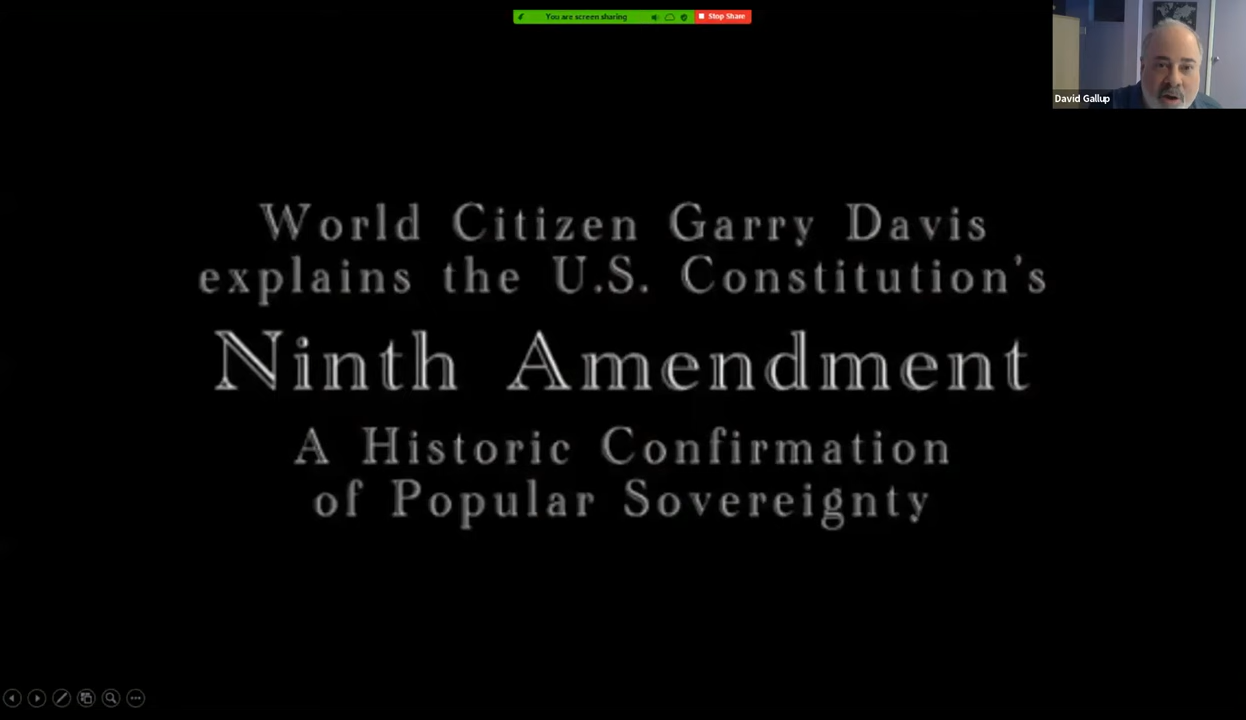 You are screen sharing
Stop Share
David Gallup
World Citizen Garry Davis
explains the U.S. Constitution's
Ninth Amendment
A Historic Confirmation
of Popular Sovereignty